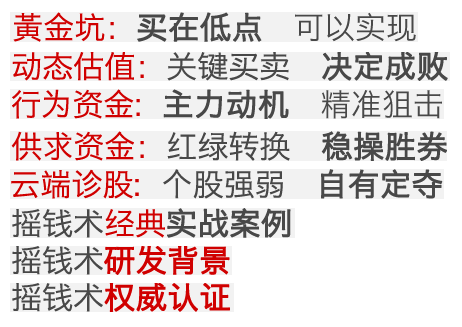 黃金坑：买在低点 可以实现
动态估值：关键买卖 决定成败
行为资金：主力动机 精准狙击
供求资金：红绿转换 稳操胜券
云端诊股：个股强弱 自有定夺
摇钱术经典实战案例
摇钱术研发背景
摇钱术权威认证